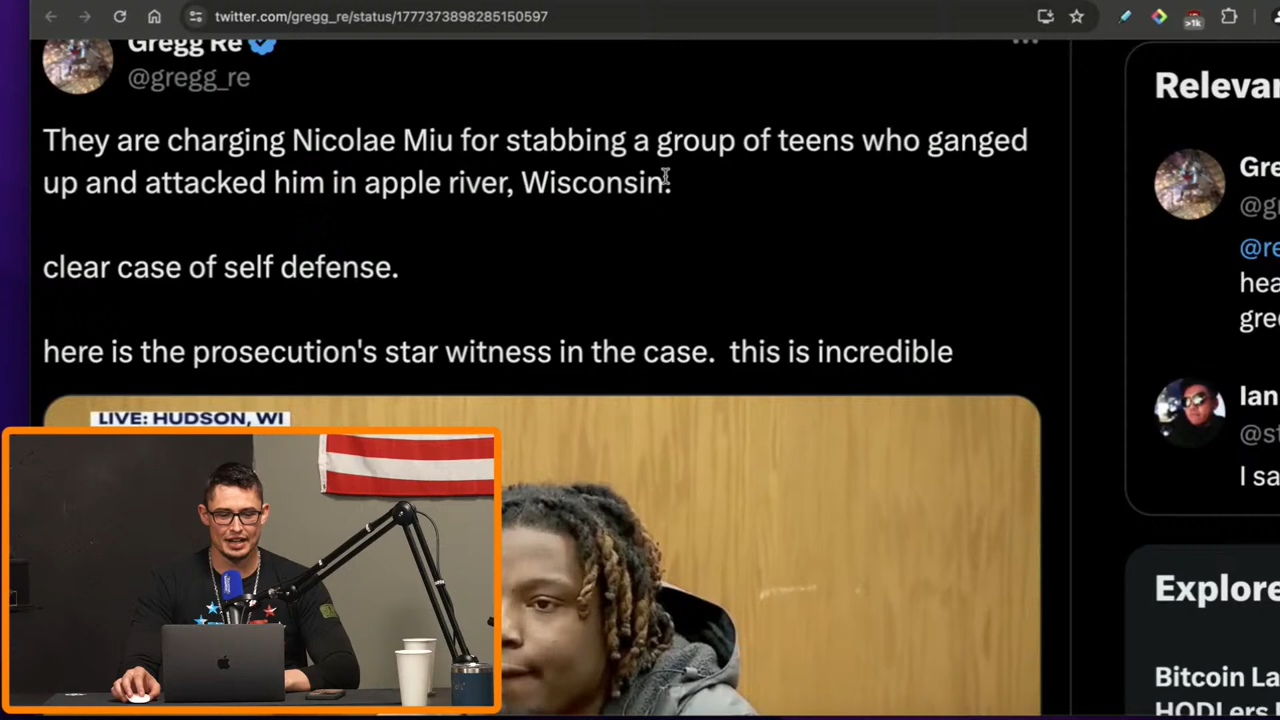 twitter.com/gregg_re/status/1777373898285150597
>1k
Gregg Re
@gregg_re
They are charging Nicolae Miu for stabbing a group of teens who ganged
up and attacked him in apple river, Wisconsin.
clear case of self defense.
here is the prosecution's star witness in the case. this is incredible
LIVE: HUDSON, WI
Relevan
Gre
@gr
@re
hea
gre
Ian
@st
I sa
Explore
Bitcoin La
HODLers